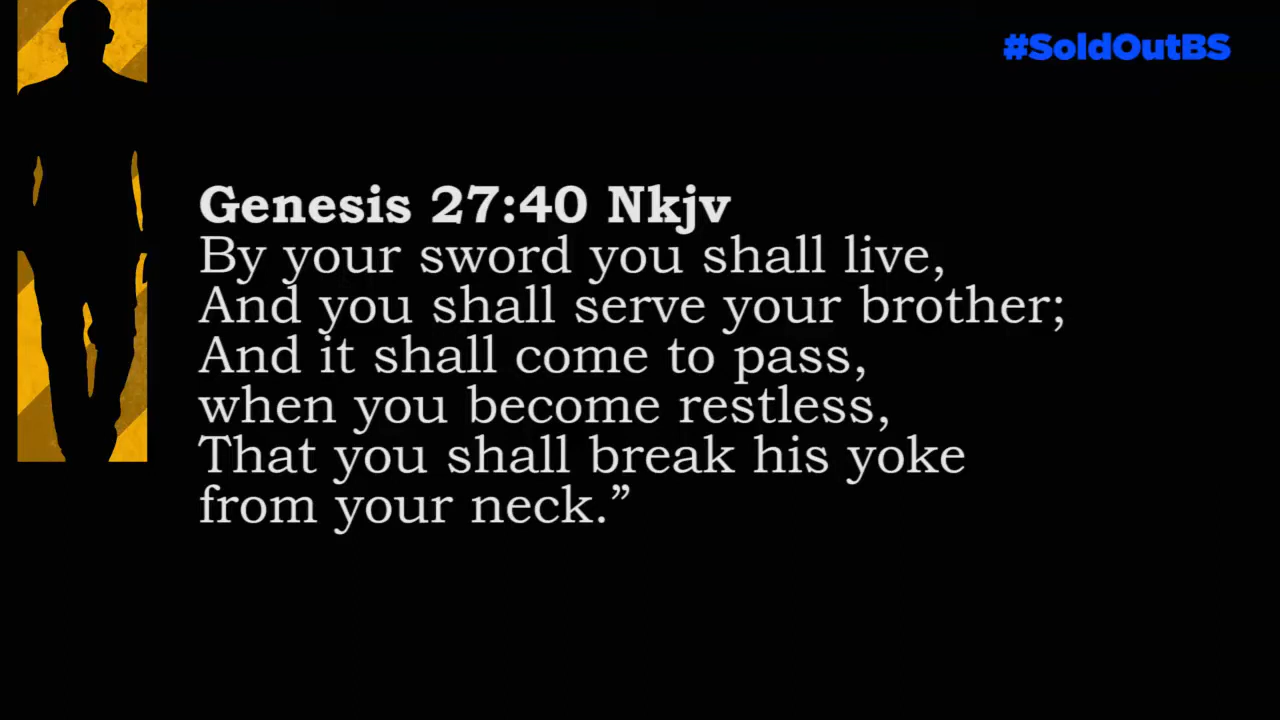 #SoldOutBS
Genesis 27:40 Nkjv
By your sword you shall live,
And you shall serve your brother;
And it shall come to pass,
when you become restless,
That you shall break his yoke
from your neck.”